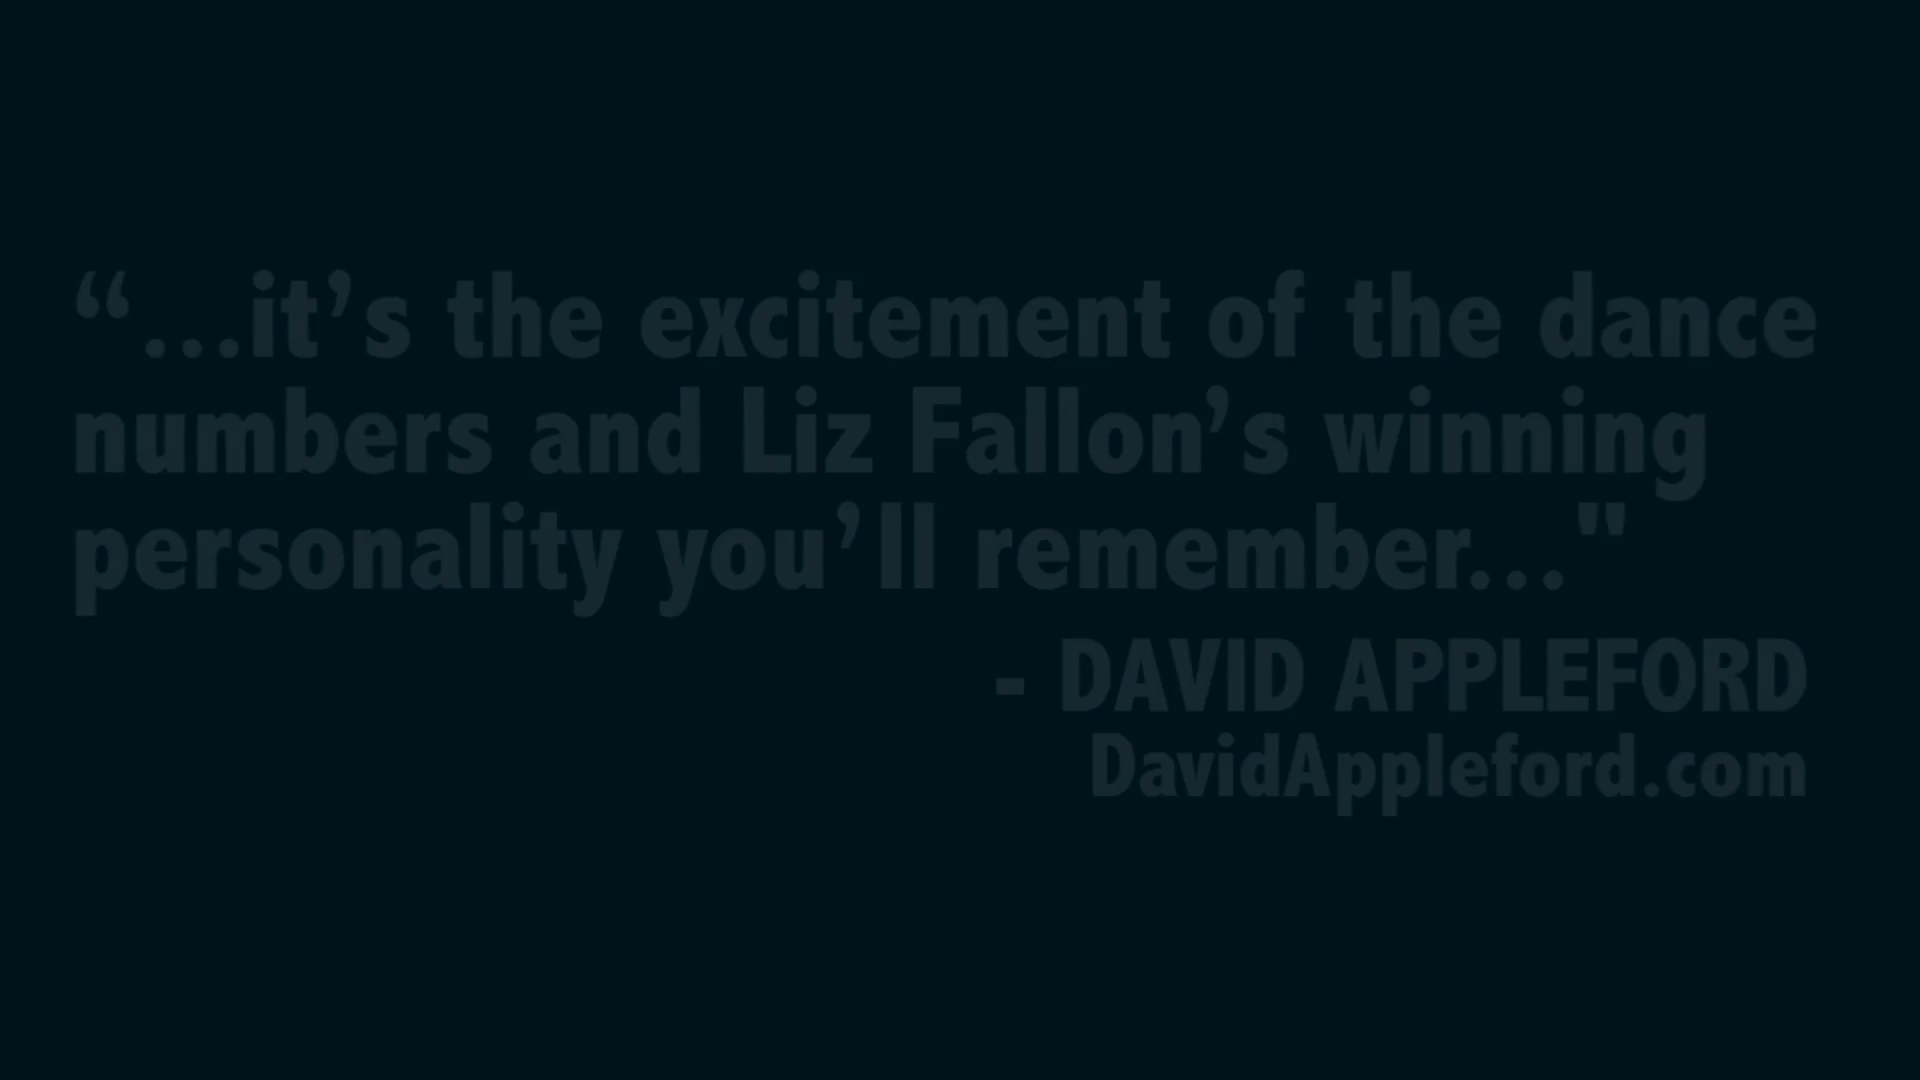 “...it’s the excitement of the dance
numbers and Liz Fallon’s winning
personality you’ll remember..."
- DAVID APPLEFORD
DavidAppleford.com